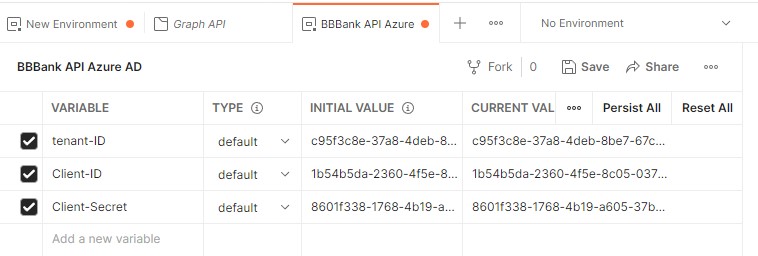 New Environment Graph API BBBank API Azure No Environment
BBBank API Azure AD Fork 0 Save Share
VARIABLE TYPE INITIAL VALUE CURRENT VAL Persist All Reset All
tenant-ID default c95f3c8e-37a8-4deb-8... c95f3c8e-37a8-4deb-8be7-67c...
Client-ID default 1b54b5da-2360-4f5e-8... 1b54b5da-2360-4f5e-8c05-037...
Client-Secret default 8601f338-1768-4b19-a... 8601f338-1768-4b19-a605-37b...
Add a new variable